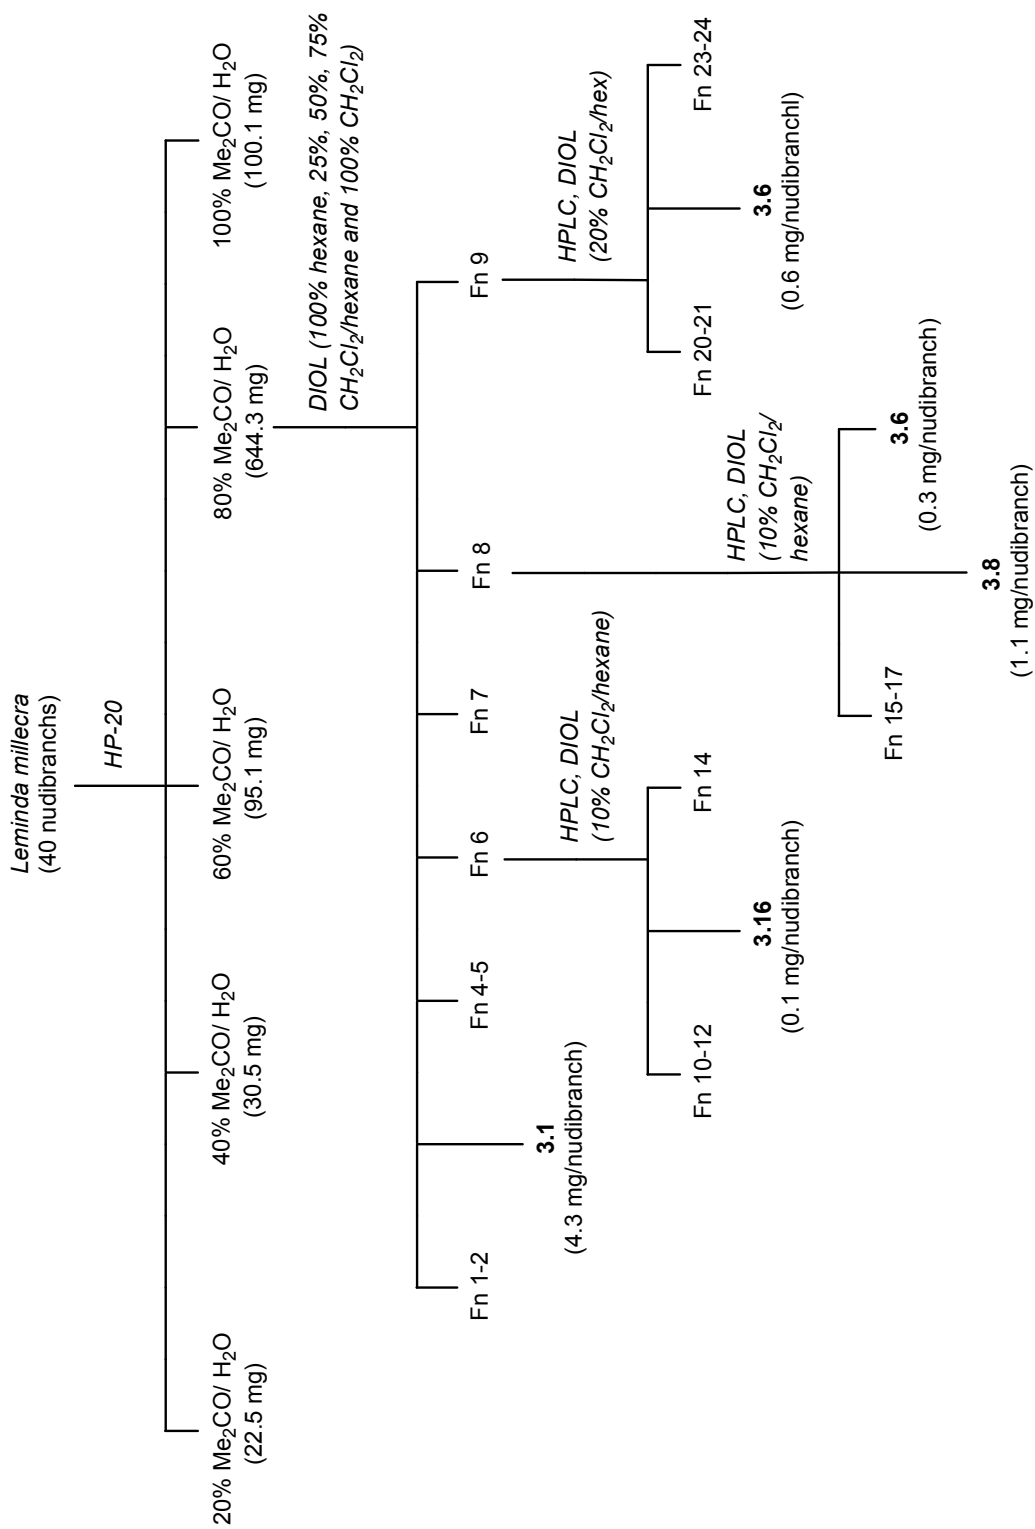 Leminda millecra
(40 nudibranchs)
HP-20
20% Me₂CO/ H₂O
(22.5 mg)
40% Me₂CO/ H₂O
(30.5 mg)
60% Me₂CO/ H₂O
(95.1 mg)
80% Me₂CO/ H₂O
(644.3 mg)
100% Me₂CO/ H₂O
(100.1 mg)
DIOL (100% hexane, 25%, 50%, 75%
CH₂Cl₂/hexane and 100% CH₂Cl₂)
Fn 1-2
3.1
(4.3 mg/nudibranch)
Fn 4-5
Fn 6
Fn 7
Fn 8
Fn 9
HPLC, DIOL
(10% CH₂Cl₂/hexane)
Fn 10-12
3.16
(0.1 mg/nudibranch)
Fn 14
HPLC, DIOL
(10% CH₂Cl₂/
hexane)
Fn 15-17
3.8
(1.1 mg/nudibranch)
3.6
(0.3 mg/nudibranch)
HPLC, DIOL
(20% CH₂Cl₂/hex)
Fn 20-21
3.6
(0.6 mg/nudibranchl)
Fn 23-24